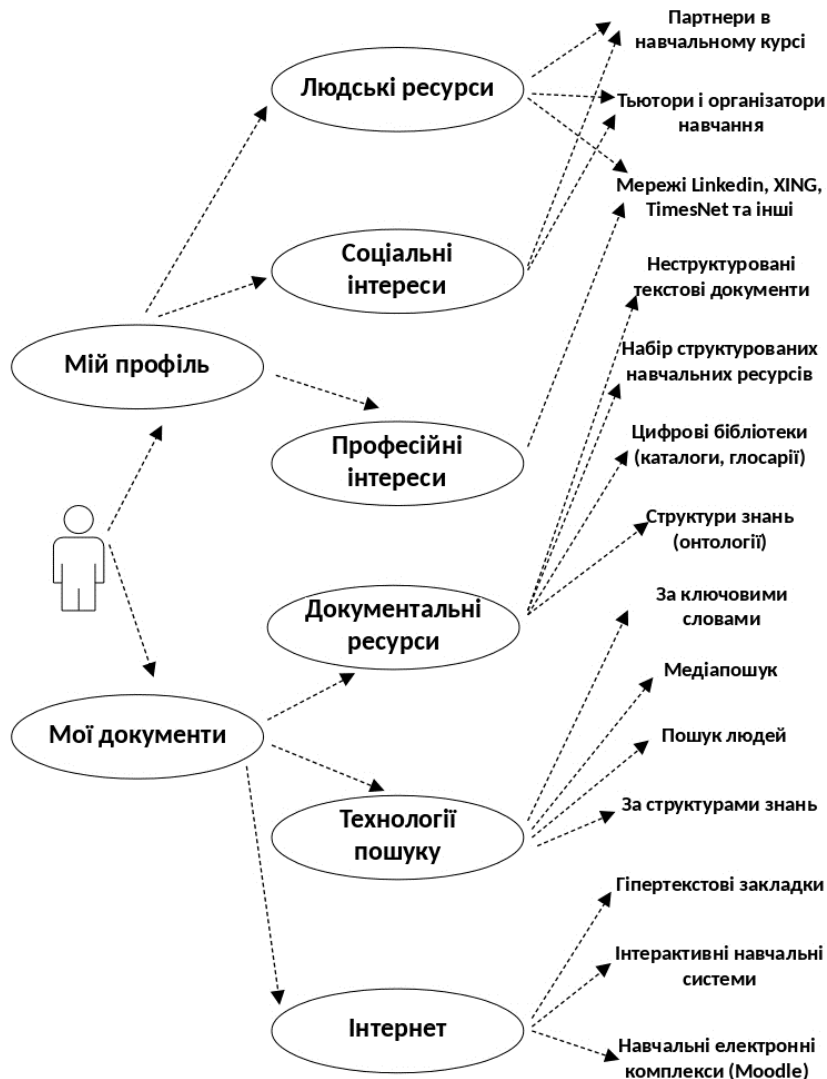 Партнери в
навчальному курсі
Людські ресурси
Тьютори і організатори
навчання
Мережі Linkedin, XING,
TimesNet та інші
Соціальні
інтереси
Неструктуровані
текстові документи
Мій профіль
Набір структурованих
навчальних ресурсів
Професійні
інтереси
Цифрові бібліотеки
(каталоги, глосарії)
Структури знань
(онтології)
Документальні
ресурси
За ключовими
словами
Медіапошук
Мої документи
Пошук людей
Технології
пошуку
За структурами знань
Гіпертекстові закладки
Інтерактивні навчальні
системи
Інтернет
Навчальні електронні
комплекси (Moodle)